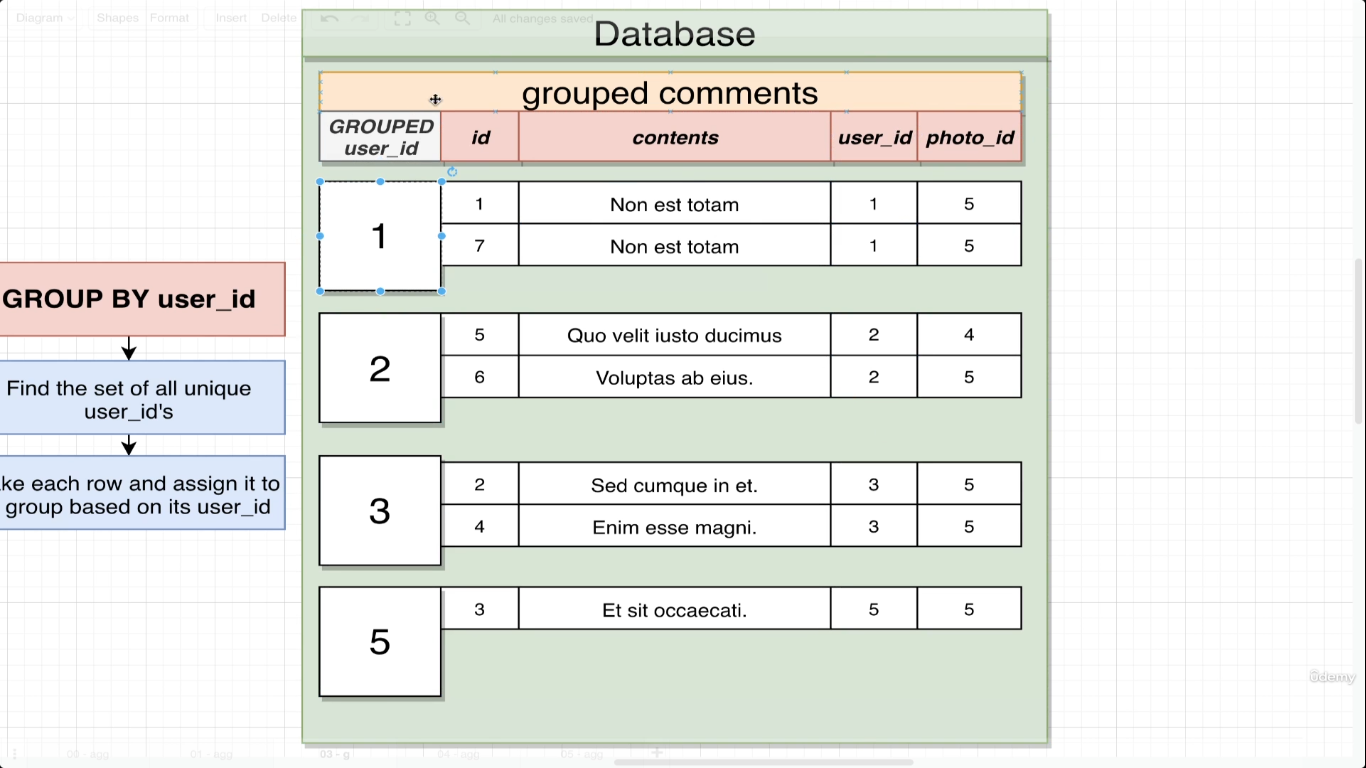 Diagram Shapes Format Insert Delete All changes saved
Database
grouped comments
GROUPED
user_id
id contents user_id photo_id
1
1 Non est totam 1 5
7 Non est totam 1 5
GROUP BY user_id
2
5 Quo velit iusto ducimus 2 4
6 Voluptas ab eius. 2 5
Find the set of all unique
user_id's
ke each row and assign it to
group based on its user_id
3
2 Sed cumque in et. 3 5
4 Enim esse magni. 3 5
5
3 Et sit occaecati. 5 5
ûdemy
00 - agg 01 - agg 03 - g 04 - agg 05 - agg